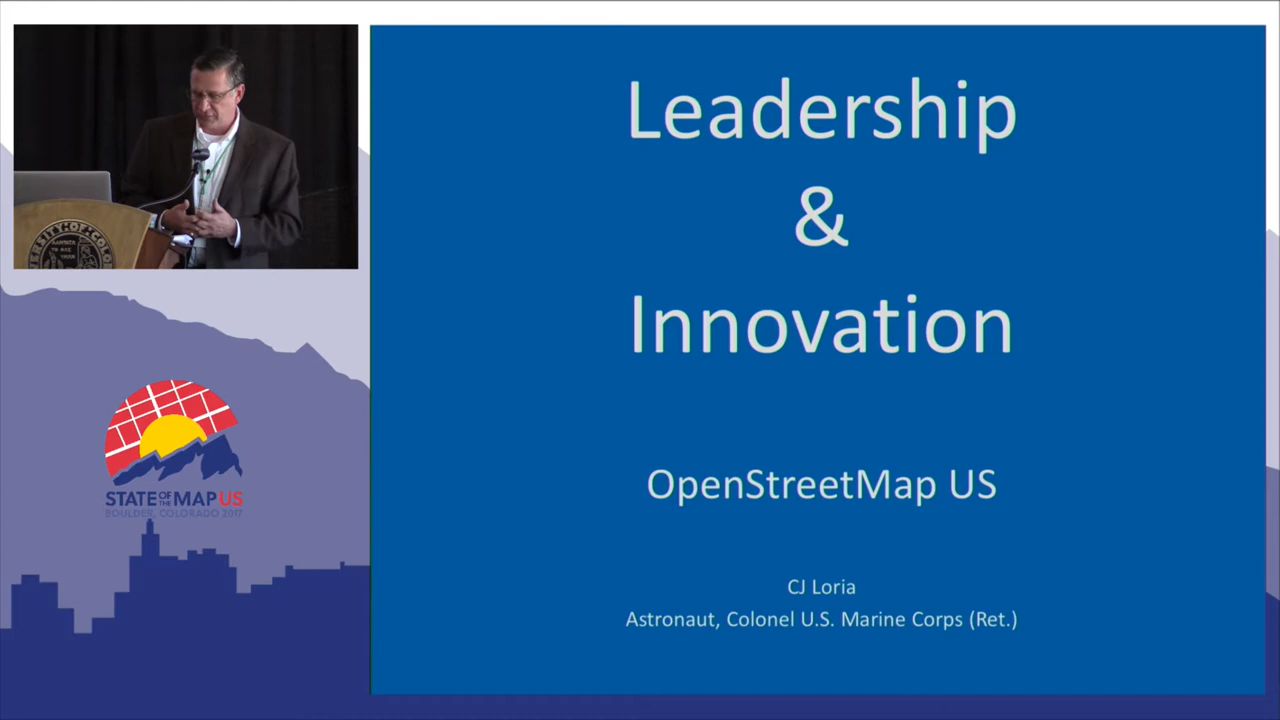 Leadership
&
Innovation
OpenStreetMap US
CJ Loria
Astronaut, Colonel U.S. Marine Corps (Ret.)
STATE OF THE MAP US
BOULDER, COLORADO 2017